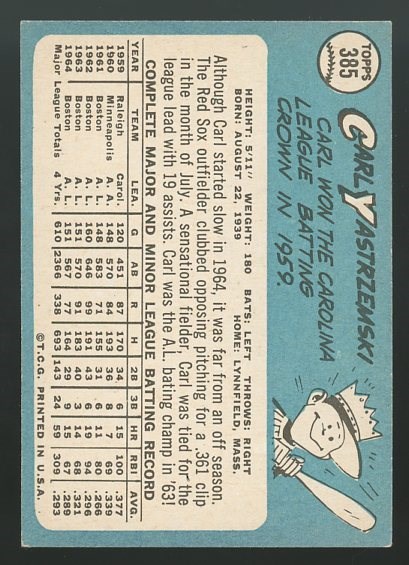 TOPPS
385
CARL YASTRZEMSKI
CARL WON THE CAROLINA
LEAGUE BATTING
CROWN IN 1959.
HEIGHT: 5'11" WEIGHT: 180 BATS: LEFT THROWS: RIGHT
BORN: AUGUST 22, 1939 HOME: LYNNFIELD, MASS.
Although Carl started slow in 1964, it was far from an off season.
The Red Sox outfielder clubbed opposing pitching for a .361 clip
in the month of July. A sensational fielder, Carl was tied for the
league lead with 19 assists. Carl was the A.L. bating champ in '63!
COMPLETE MAJOR AND MINOR LEAGUE BATTING RECORD
YEAR TEAM LEA. G AB R H 2B 3B HR RBI AVG.
1959 Raleigh Carol. 120 451 87 170 34 6 15 100 .377
1960 Minneapolis A.A. 148 570 84 193 36 8 7 69 .339
1961 Boston A.L. 148 583 71 155 31 6 11 80 .266
1962 Boston A.L. 160 646 99 191 43 6 19 94 .296
1963 Boston A.L. 151 570 91 183 40 3 14 68 .321
1964 Boston A.L. 151 567 77 164 29 9 15 67 .289
Major League Totals 4 Yrs. 610 2366 338 693 143 24 59 309 .293
©T.C.G. PRINTED IN U.S.A.